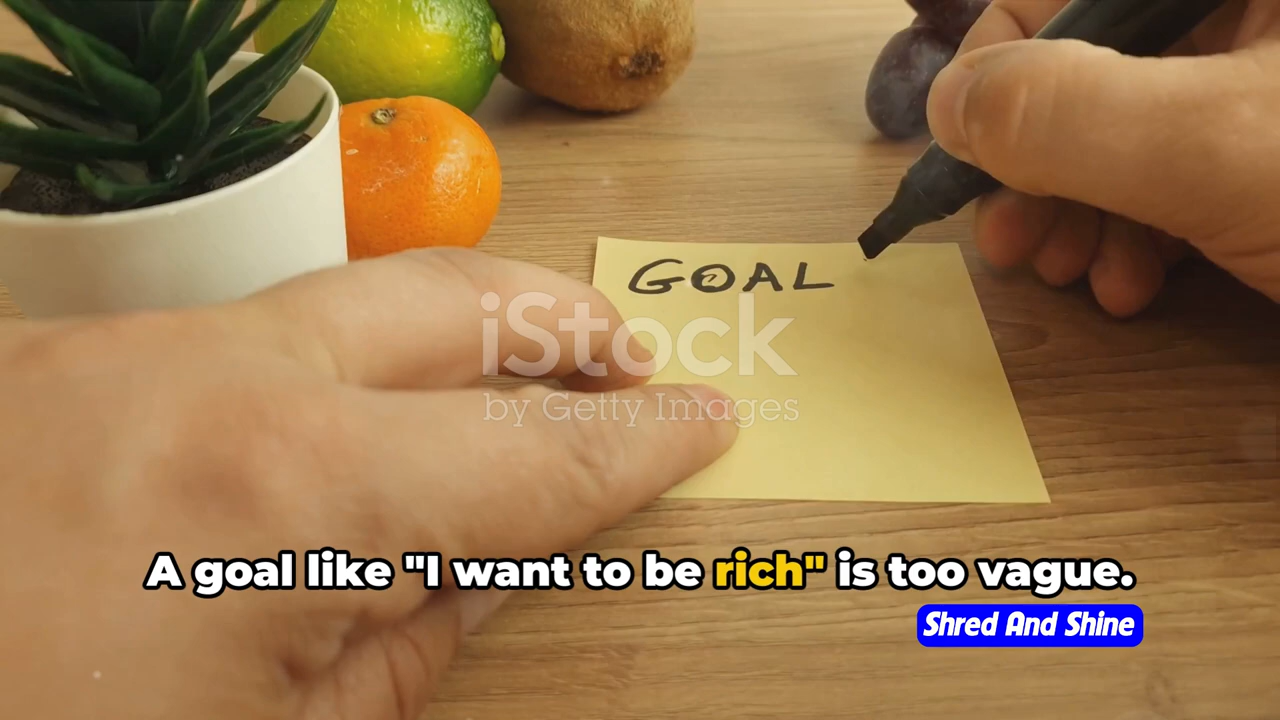 GOAL
iStock
by Getty Images
A goal like "I want to be rich" is too vague.
Shred And Shine